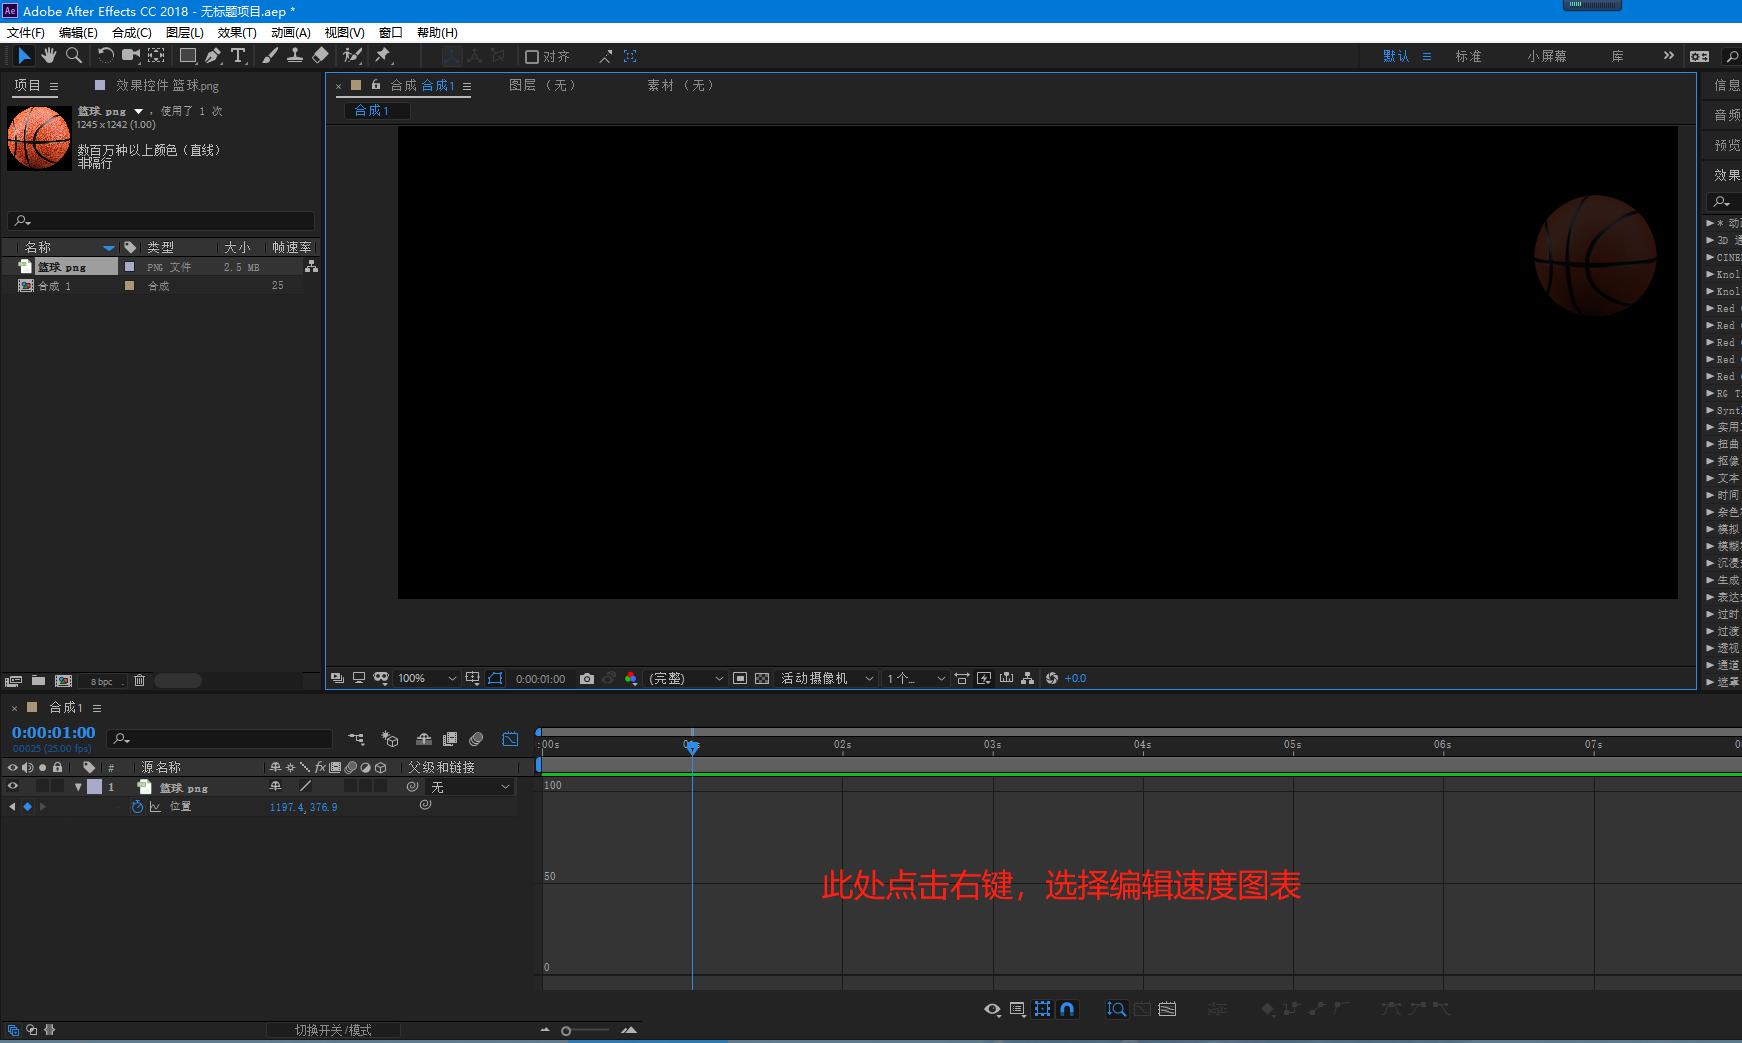 Ae Adobe After Effects CC 2018 - 无标题项目.aep *
文件(F) 编辑(E) 合成(C) 图层(L) 效果(T) 动画(A) 视图(V) 窗口 帮助(H)
对齐 默认 标准 小屏幕 库
项目 效果控件 篮球.png
合成 合成1 图层（无） 素材（无）
合成1
篮球.png ，使用了 1 次
1245 x 1242 (1.00)
数百万种以上颜色（直线）
非隔行
名称 类型 大小 帧速率
篮球.png PNG 文件 2.5 MB
合成 1 合成 25
信息
音频
预览
效果
3D
CINE
Knol
Knol
Red
Red
Red
Red
Red
RG T
Synt
实用
扭曲
抠像
文本
时间
杂色
模拟
模糊
沉浸
生成
表达
过时
过渡
透视
通道
遮罩
8 bpc
100% 0:00:01:00 (完整) 活动摄像机 1 个... +0.0
合成1
0:00:01:00
00025 (25.00 fps)
:00s 02s 03s 04s 05s 06s 07s
# 源名称 fx 父级和链接
1 篮球.png 无
位置 1197.4,376.9
100
50
0
此处点击右键，选择编辑速度图表
切换开关/模式